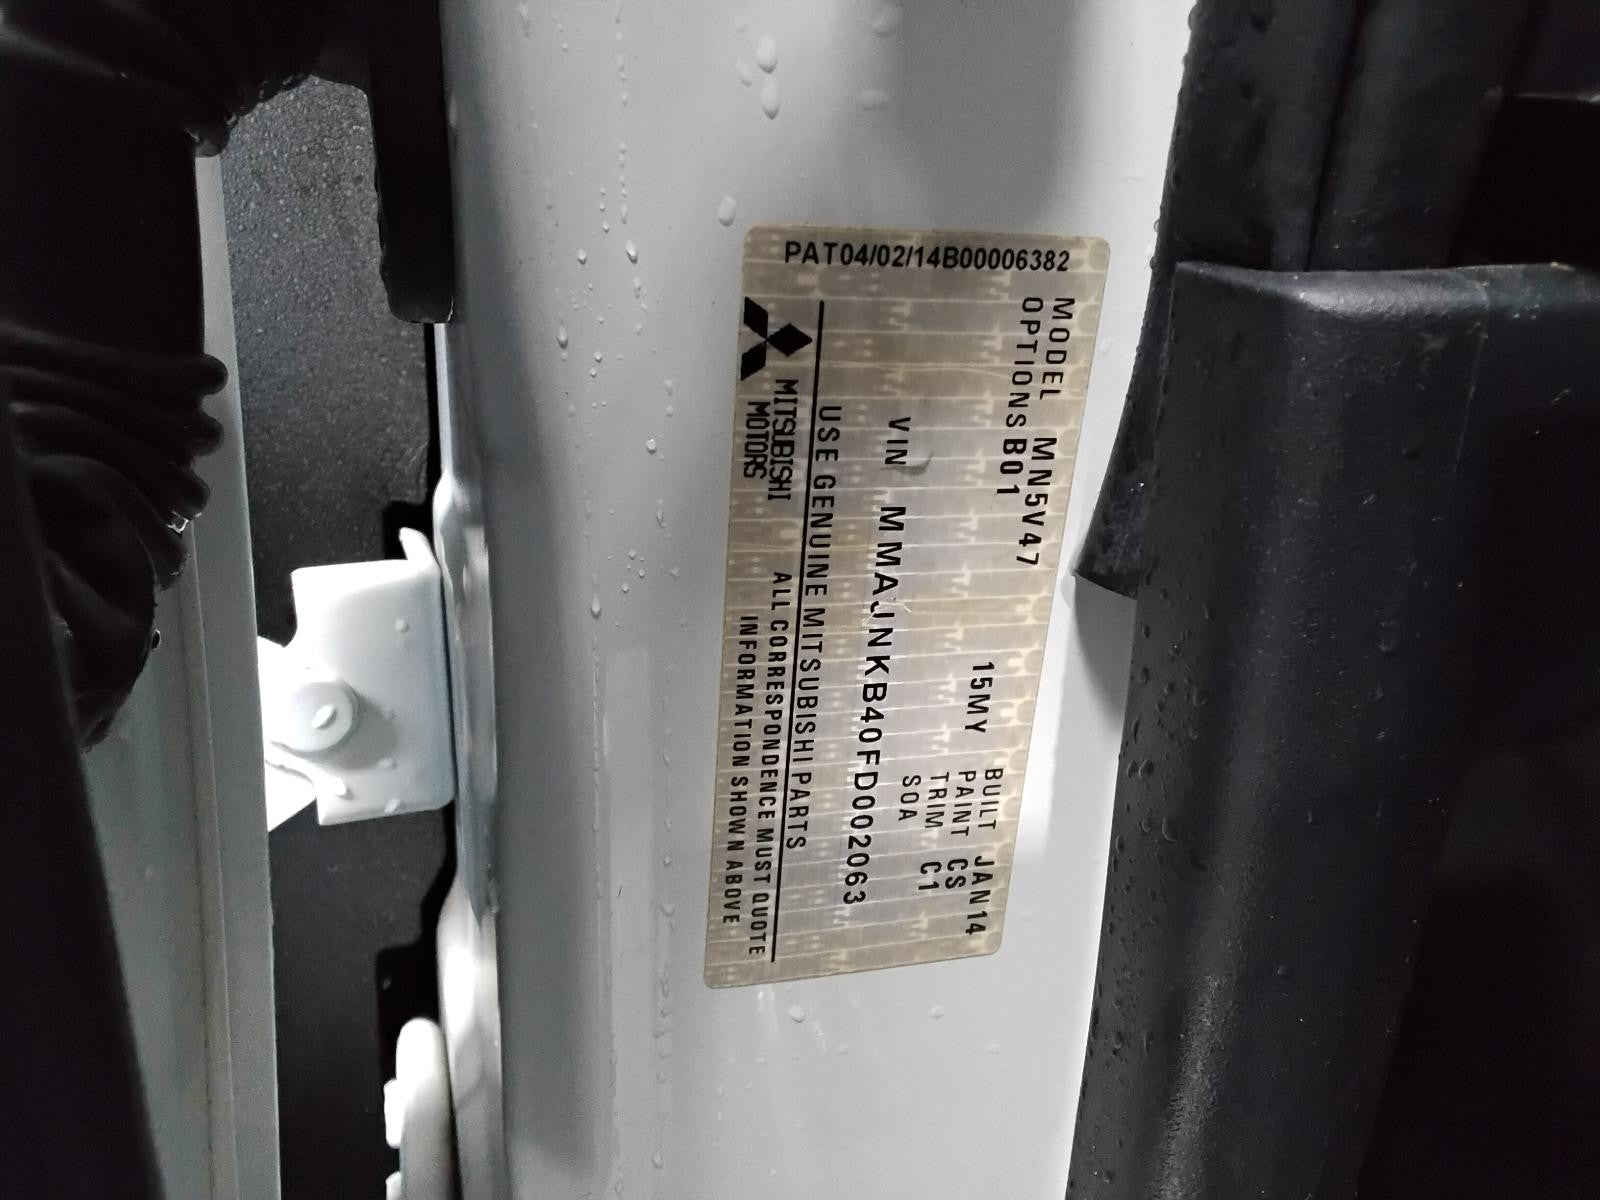 PAT04/02/14B00006382
MODEL MN5V47
OPTIONS B01
15MY
BUILT JAN14
PAINT CS
TRIM C1
SOA
VIN MMAJNKB40FD002063
USE GENUINE MITSUBISHI PARTS
MITSUBISHI
MOTORS
ALL CORRESPONDENCE MUST QUOTE
INFORMATION SHOWN ABOVE